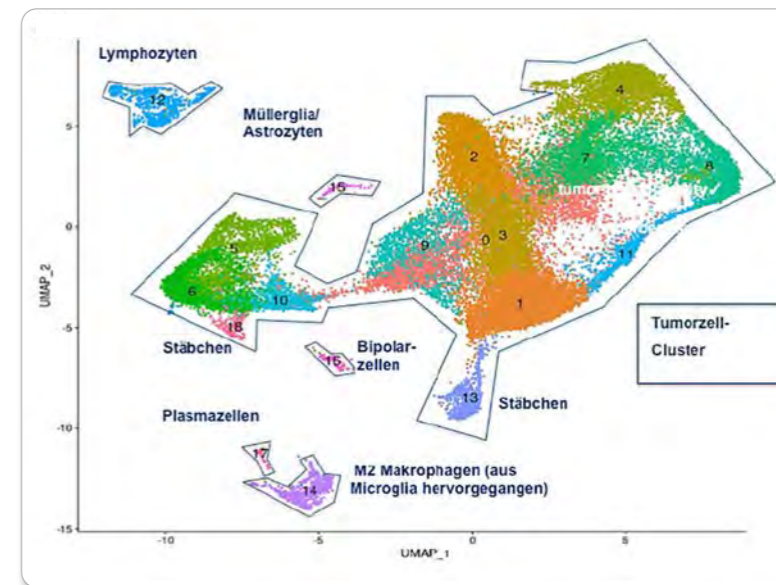 Lymphozyten
12
Müllerglia/
Astrozyten
4
5
2
7
8
15
tumor
0
9
0
3
5
11
6
10
1
-5
18
Tumorzell-
Cluster
Stäbchen
Bipolar-
zellen
15
13
Stäbchen
-10
Plasmazellen
17
M2 Makrophagen (aus
Microglia hervorgegangen)
14
-15
-10
-5
0
5
UMAP_1
UMAP_2